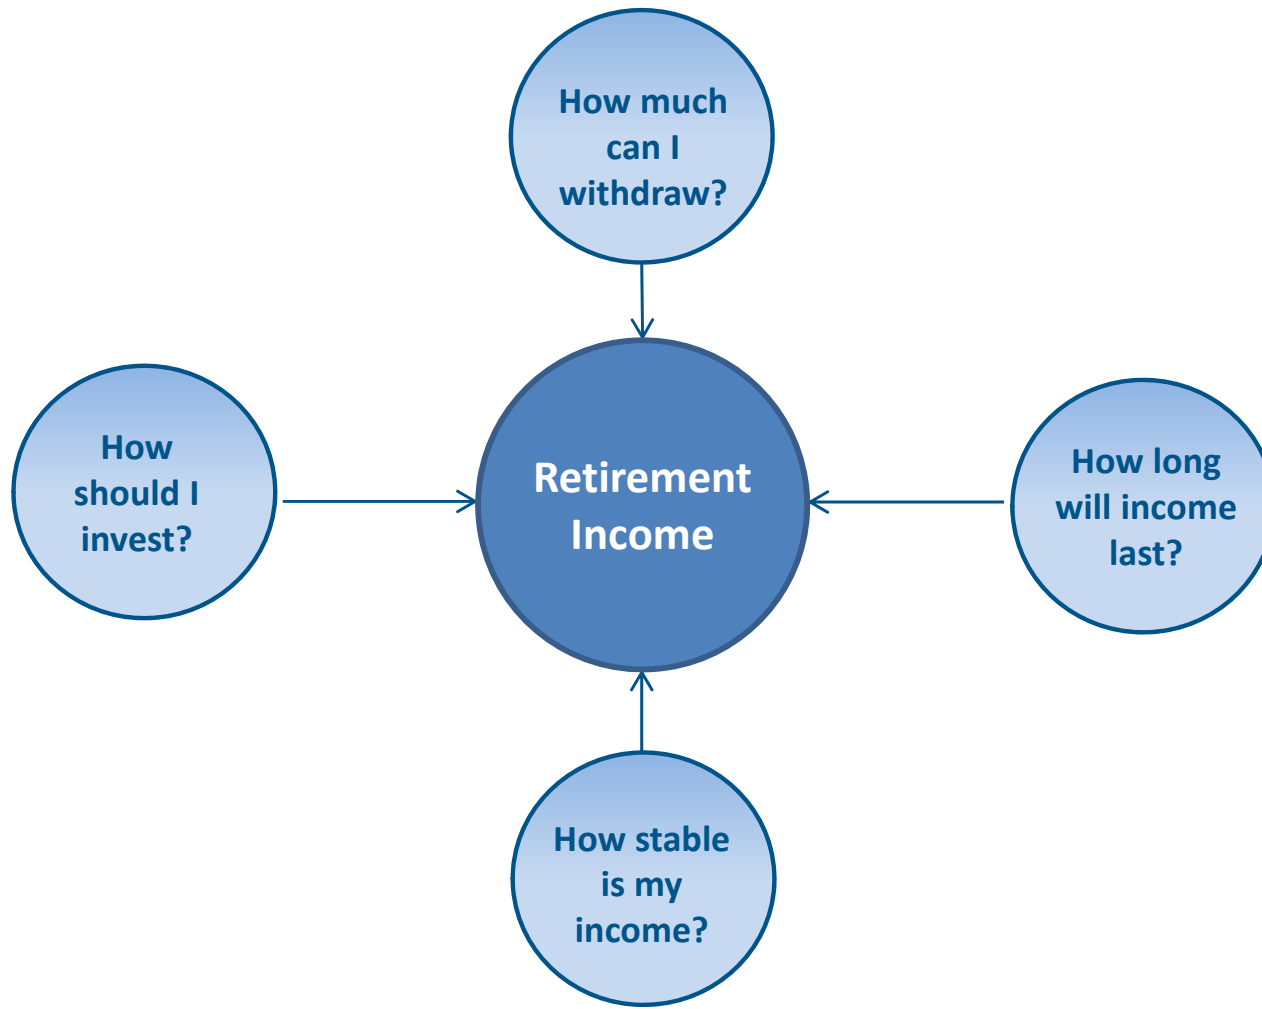 How much
can I
withdraw?
How
should I
invest?
Retirement
Income
How long
will income
last?
How stable
is my
income?